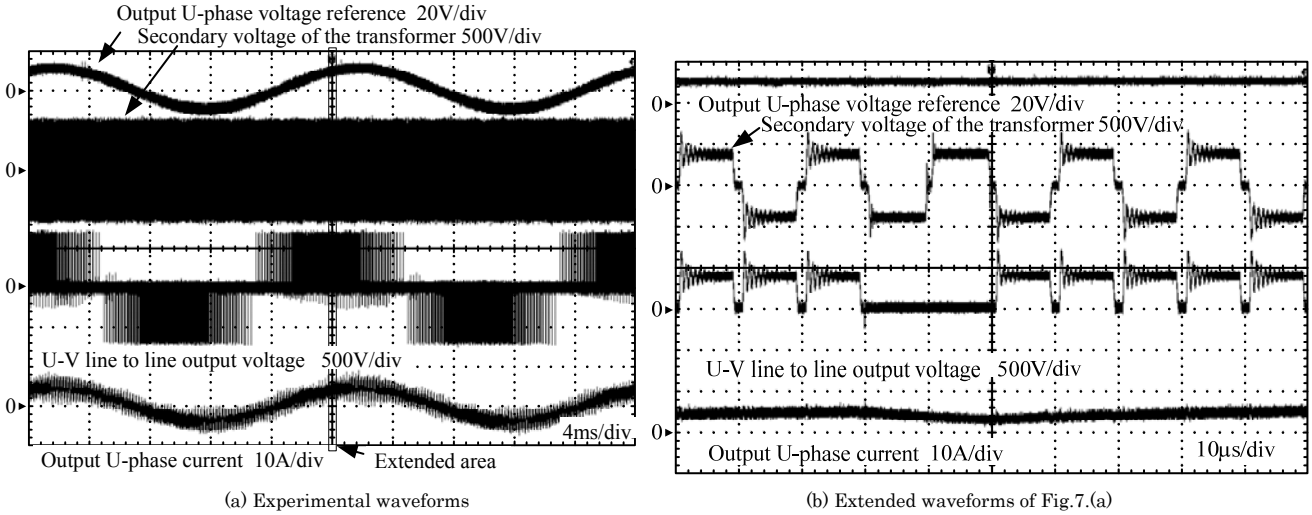 Output U-phase voltage reference 20V/div
Secondary voltage of the transformer 500V/div
0
0
0
U-V line to line output voltage 500V/div
0
4ms/div
Output U-phase current 10A/div
Extended area
(a) Experimental waveforms
0
Output U-phase voltage reference 20V/div
Secondary voltage of the transformer 500V/div
0
0
U-V line to line output voltage 500V/div
0
Output U-phase current 10A/div
10μs/div
(b) Extended waveforms of Fig.7.(a)